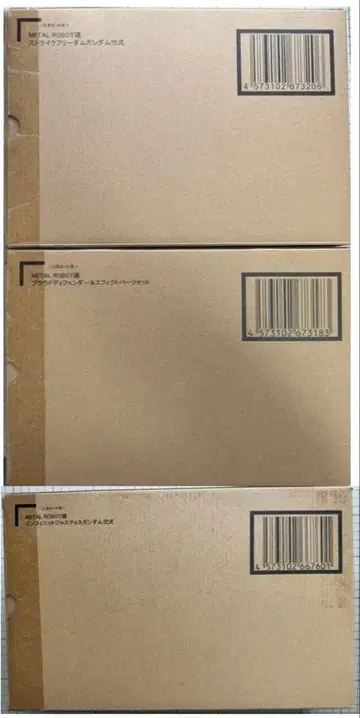 METAL ROBOT魂
ストライクフリーダムガンダム弐式
4 573102 673206
METAL ROBOT魂
プラウドディフェンダー＆エフェクトパーツセット
4 573102 673183
METAL ROBOT魂
インフィニットジャスティスガンダム弐式
4 573102 647801